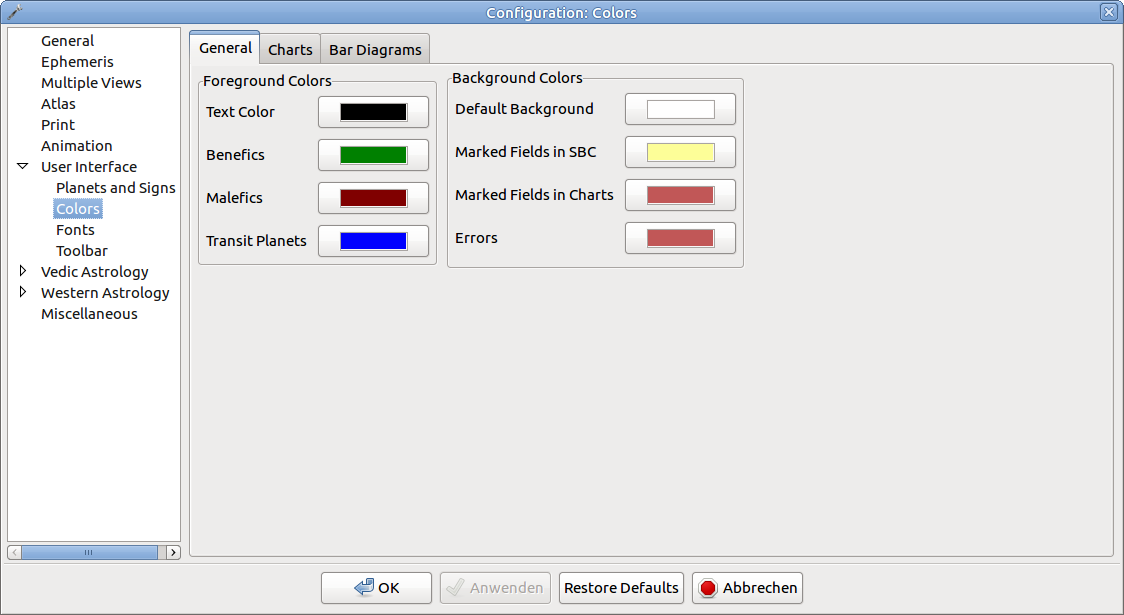 Configuration: Colors
General
Ephemeris
Multiple Views
Atlas
Print
Animation
User Interface
Planets and Signs
Colors
Fonts
Toolbar
Vedic Astrology
Western Astrology
Miscellaneous
General Charts Bar Diagrams
Foreground Colors
Text Color
Benefics
Malefics
Transit Planets
Background Colors
Default Background
Marked Fields in SBC
Marked Fields in Charts
Errors
OK Anwenden Restore Defaults Abbrechen